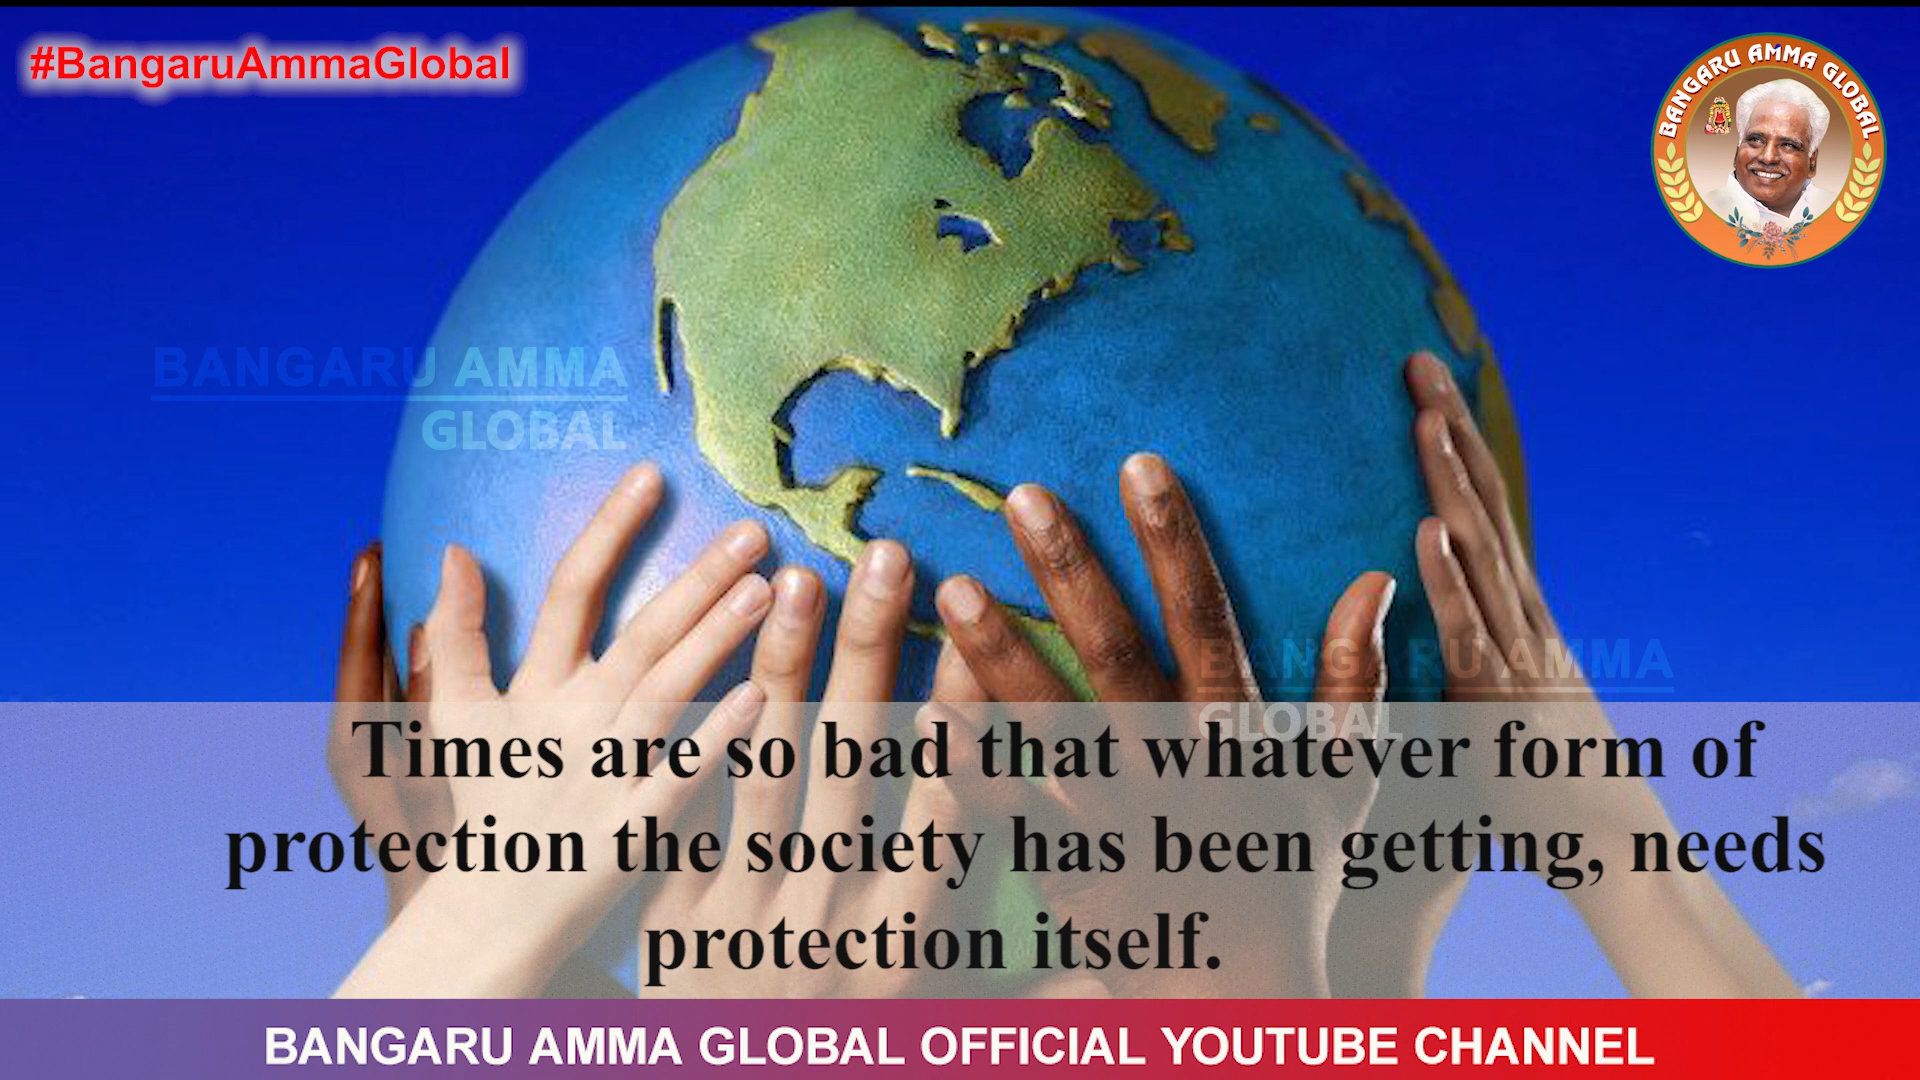 #BangaruAmmaGlobal
BANGARU AMMA GLOBAL
BANGARU AMMA
GLOBAL
BANGARU AMMA
GLOBAL
Times are so bad that whatever form of
protection the society has been getting, needs
protection itself.
BANGARU AMMA GLOBAL OFFICIAL YOUTUBE CHANNEL